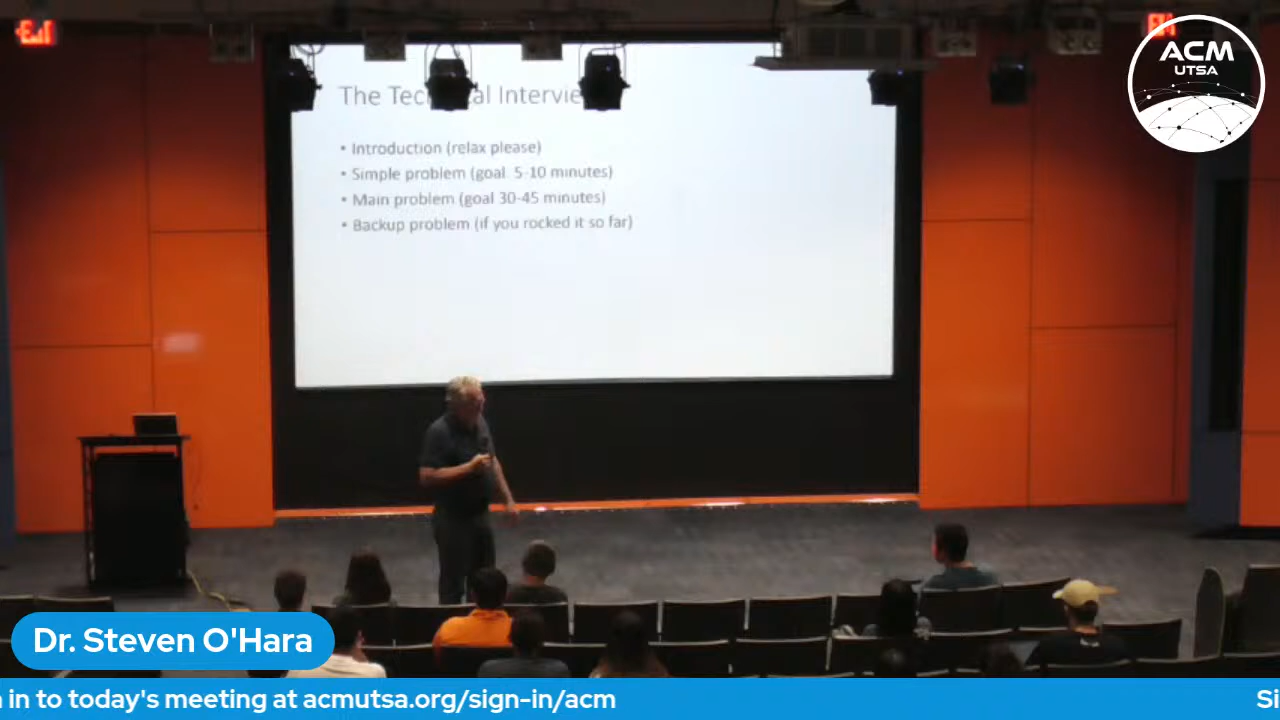 EXIT
ACM
UTSA
The Tec al Intervie
• Introduction (relax please)
• Simple problem (goal 5-10 minutes)
• Main problem (goal 30-45 minutes)
• Backup problem (if you rocked it so far)
Dr. Steven O'Hara
in to today's meeting at acmutsa.org/sign-in/acm
Si